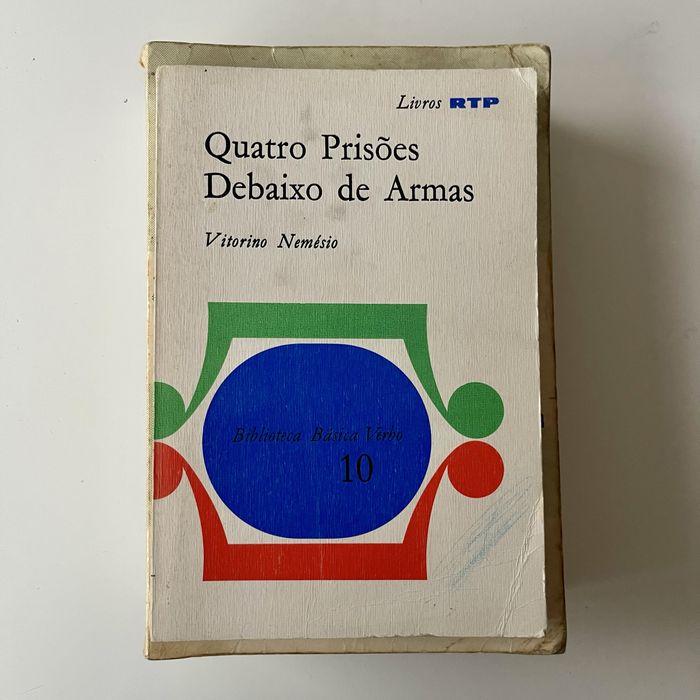 Livros RTP
Quatro Prisões
Debaixo de Armas
Vitorino Nemésio
Biblioteca Básica Verbo
10